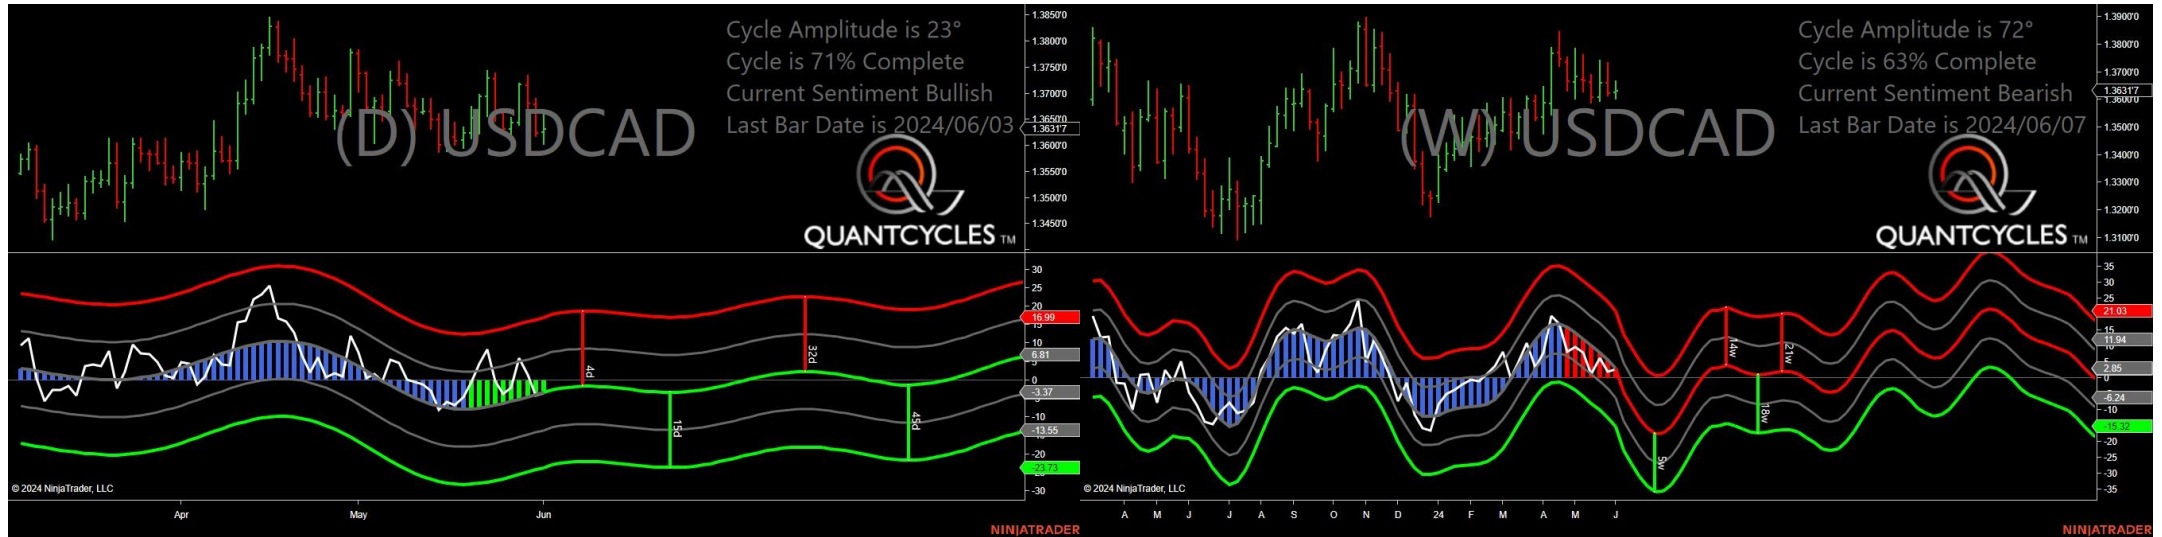 Cycle Amplitude is 23°
Cycle is 71% Complete
Current Sentiment Bullish
Last Bar Date is 2024/06/03
(D) USDCAD
QUANTCYCLES TM
1.3850'0
1.3800'0
1.3750'0
1.3700'0
1.3650'0
1.3631'7
1.3600'0
1.3550'0
1.3500'0
1.3450'0
30
20
16.99
15
10
6.81
5
0
-3.37
-10
-13.55
-20
-23.73
-30
4d
15d
32d
45d
© 2024 NinjaTrader, LLC
Apr
May
Jun
NINJATRADER
Cycle Amplitude is 72°
Cycle is 63% Complete
Current Sentiment Bearish
Last Bar Date is 2024/06/07
(W) USDCAD
QUANTCYCLES TM
1.3900'0
1.3800'0
1.3700'0
1.3631'7
1.3600'0
1.3500'0
1.3400'0
1.3300'0
1.3200'0
1.3100'0
35
30
25
21.03
15
11.94
10
5
2.85
0
-6.24
-10
-15.32
-20
-25
-30
-35
5w
14w
18w
21w
© 2024 NinjaTrader, LLC
A M J J A S O N D 24 F M A M J
NINJATRADER